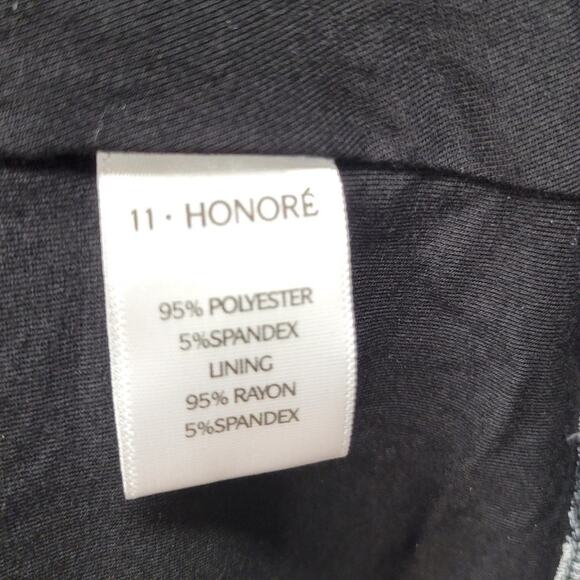 11 · HONORÉ
95% POLYESTER
5%SPANDEX
LINING
95% RAYON
5%SPANDEX